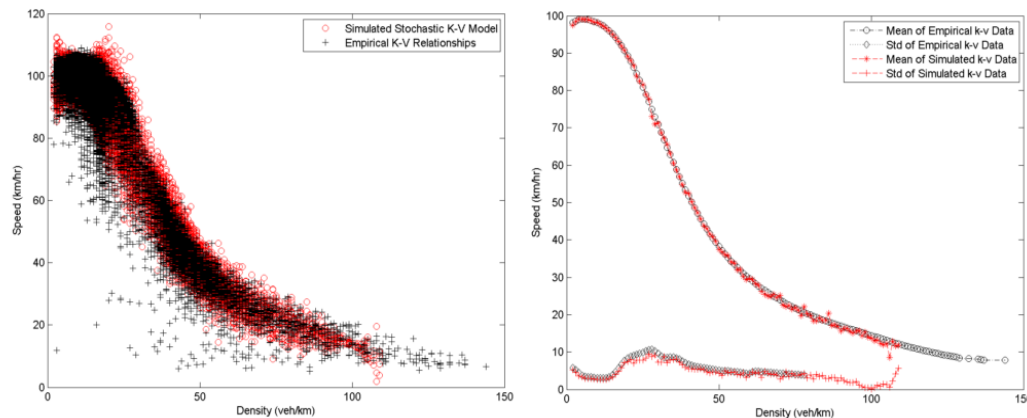 120
100
80
60
40
20
0
0
50
100
150
Speed (km/hr)
Density (veh/km)
Simulated Stochastic K-V Model
Empirical K-V Relationships
100
90
80
70
60
50
40
30
20
10
0
0
50
100
150
Speed (km/hr)
Density (veh/km)
Mean of Empirical k-v Data
Std of Empirical k-v Data
Mean of Simulated k-v Data
Std of Simulated k-v Data